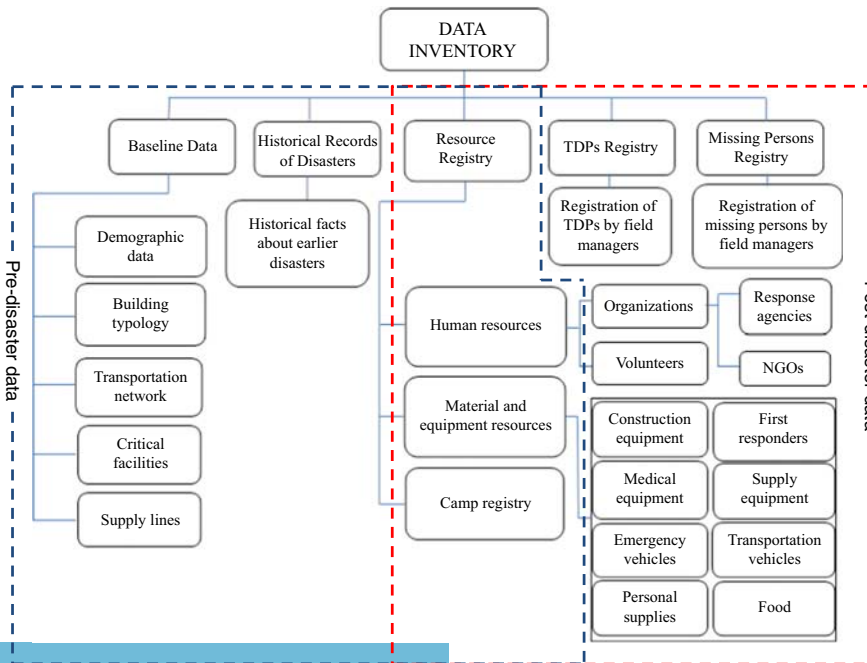 DATA
INVENTORY
Baseline Data
Historical Records
of Disasters
Resource
Registry
TDPs Registry
Missing Persons
Registry
Historical facts
about earlier
disasters
Registration of
TDPs by field
managers
Registration of
missing persons by
field managers
Demographic
data
Building
typology
Transportation
network
Critical
facilities
Supply lines
Pre-disaster data
Human resources
Material and
equipment resources
Camp registry
Organizations
Volunteers
Response
agencies
NGOs
Construction
equipment
First
responders
Medical
equipment
Supply
equipment
Emergency
vehicles
Transportation
vehicles
Personal
supplies
Food